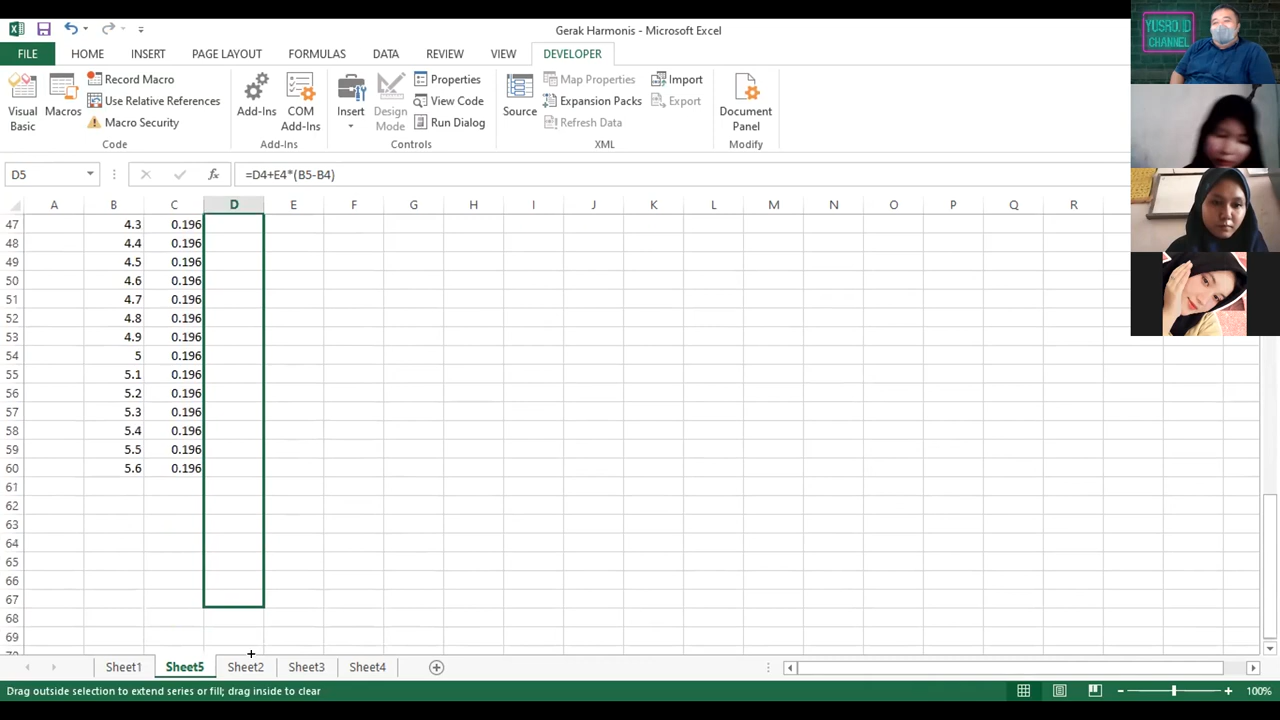 Gerak Harmonis - Microsoft Excel
YUSRO.ID
CHANNEL
FILE HOME INSERT PAGE LAYOUT FORMULAS DATA REVIEW VIEW DEVELOPER
Visual Basic
Macros
Record Macro
Use Relative References
Macro Security
Code
Add-Ins
COM Add-Ins
Add-Ins
Insert
Design Mode
Properties
View Code
Run Dialog
Controls
Source
Map Properties
Expansion Packs
Refresh Data
Import
Export
XML
Document Panel
Modify
D5 fx =D4+E4*(B5-B4)
A B C D E F G H I J K L M N O P Q R
47 4.3 0.196
48 4.4 0.196
49 4.5 0.196
50 4.6 0.196
51 4.7 0.196
52 4.8 0.196
53 4.9 0.196
54 5 0.196
55 5.1 0.196
56 5.2 0.196
57 5.3 0.196
58 5.4 0.196
59 5.5 0.196
60 5.6 0.196
61
62
63
64
65
66
67
68
69
Sheet1 Sheet5 Sheet2 Sheet3 Sheet4
Drag outside selection to extend series or fill; drag inside to clear
100%